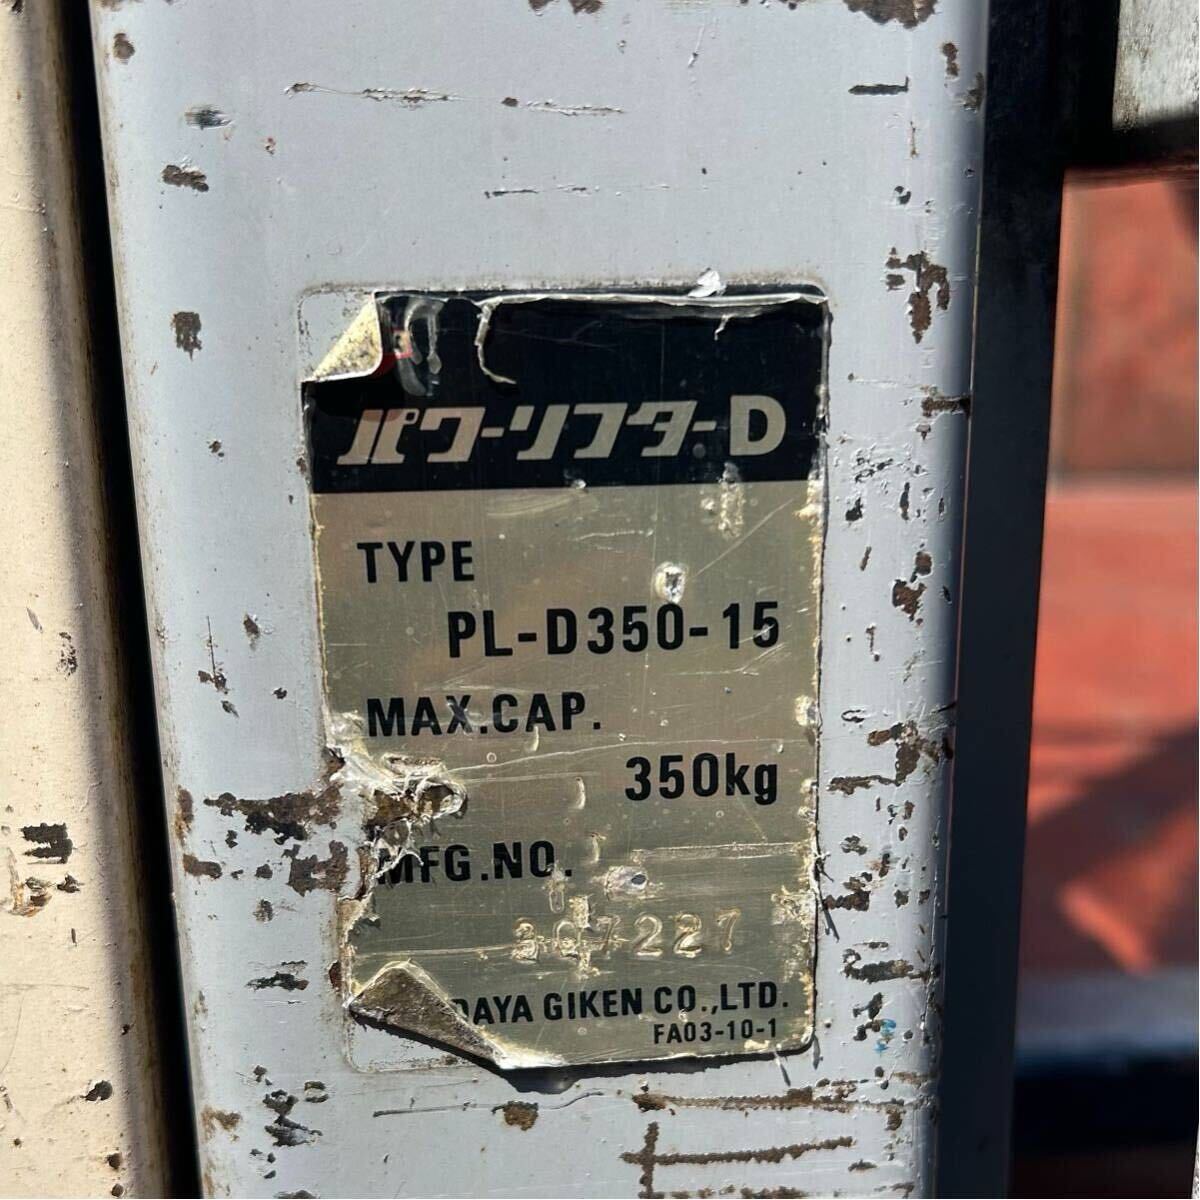 パワーリフターD
TYPE
PL-D350-15
MAX.CAP.
350kg
MFG.NO.
307227
DAYA GIKEN CO.,LTD.
FA03-10-1